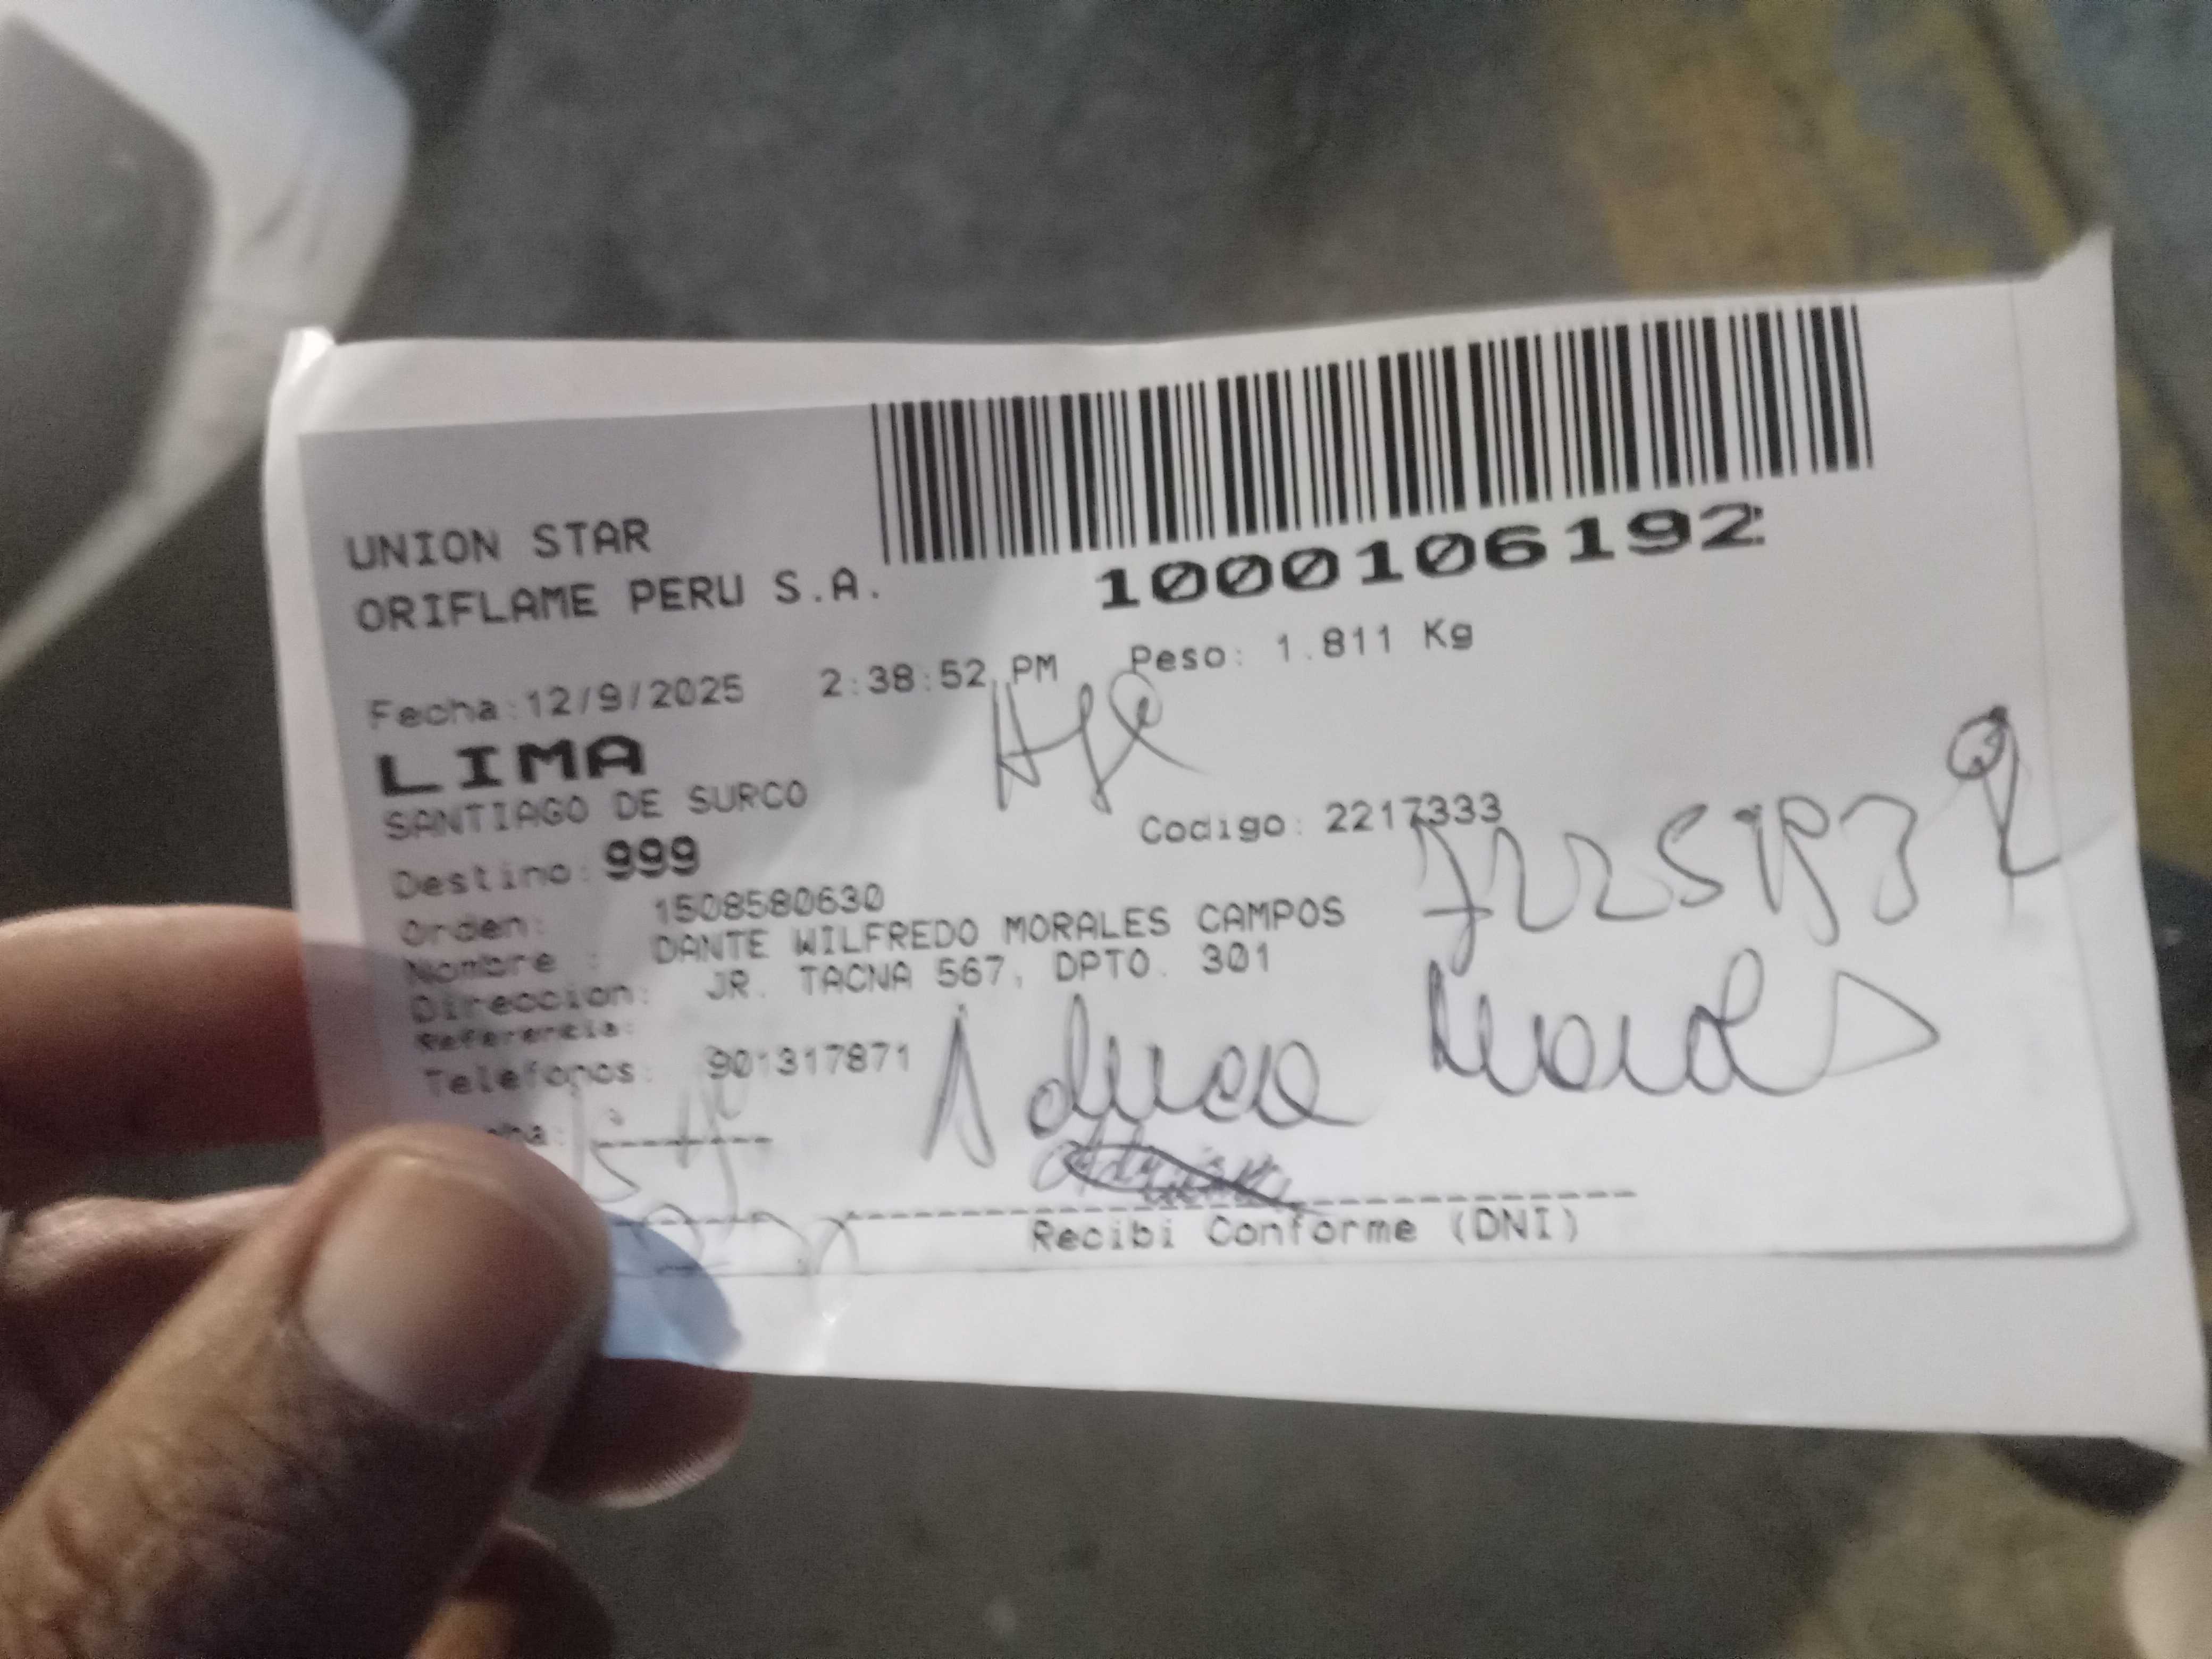 UNION STAR
ORIFLAME PERU S.A.
1000106192
Fecha:12/9/2025 2:38:52 PM Peso: 1.811 Kg
LIMA
SANTIAGO DE SURCO
Codigo: 2217333
Destino: 999
Orden: 1508580630
Nombre : DANTE WILFREDO MORALES CAMPOS
Direccion: JR. TACNA 567, DPTO. 301
Referencia:
Telefonos: 901317871
Recibi Conforme (DNI)